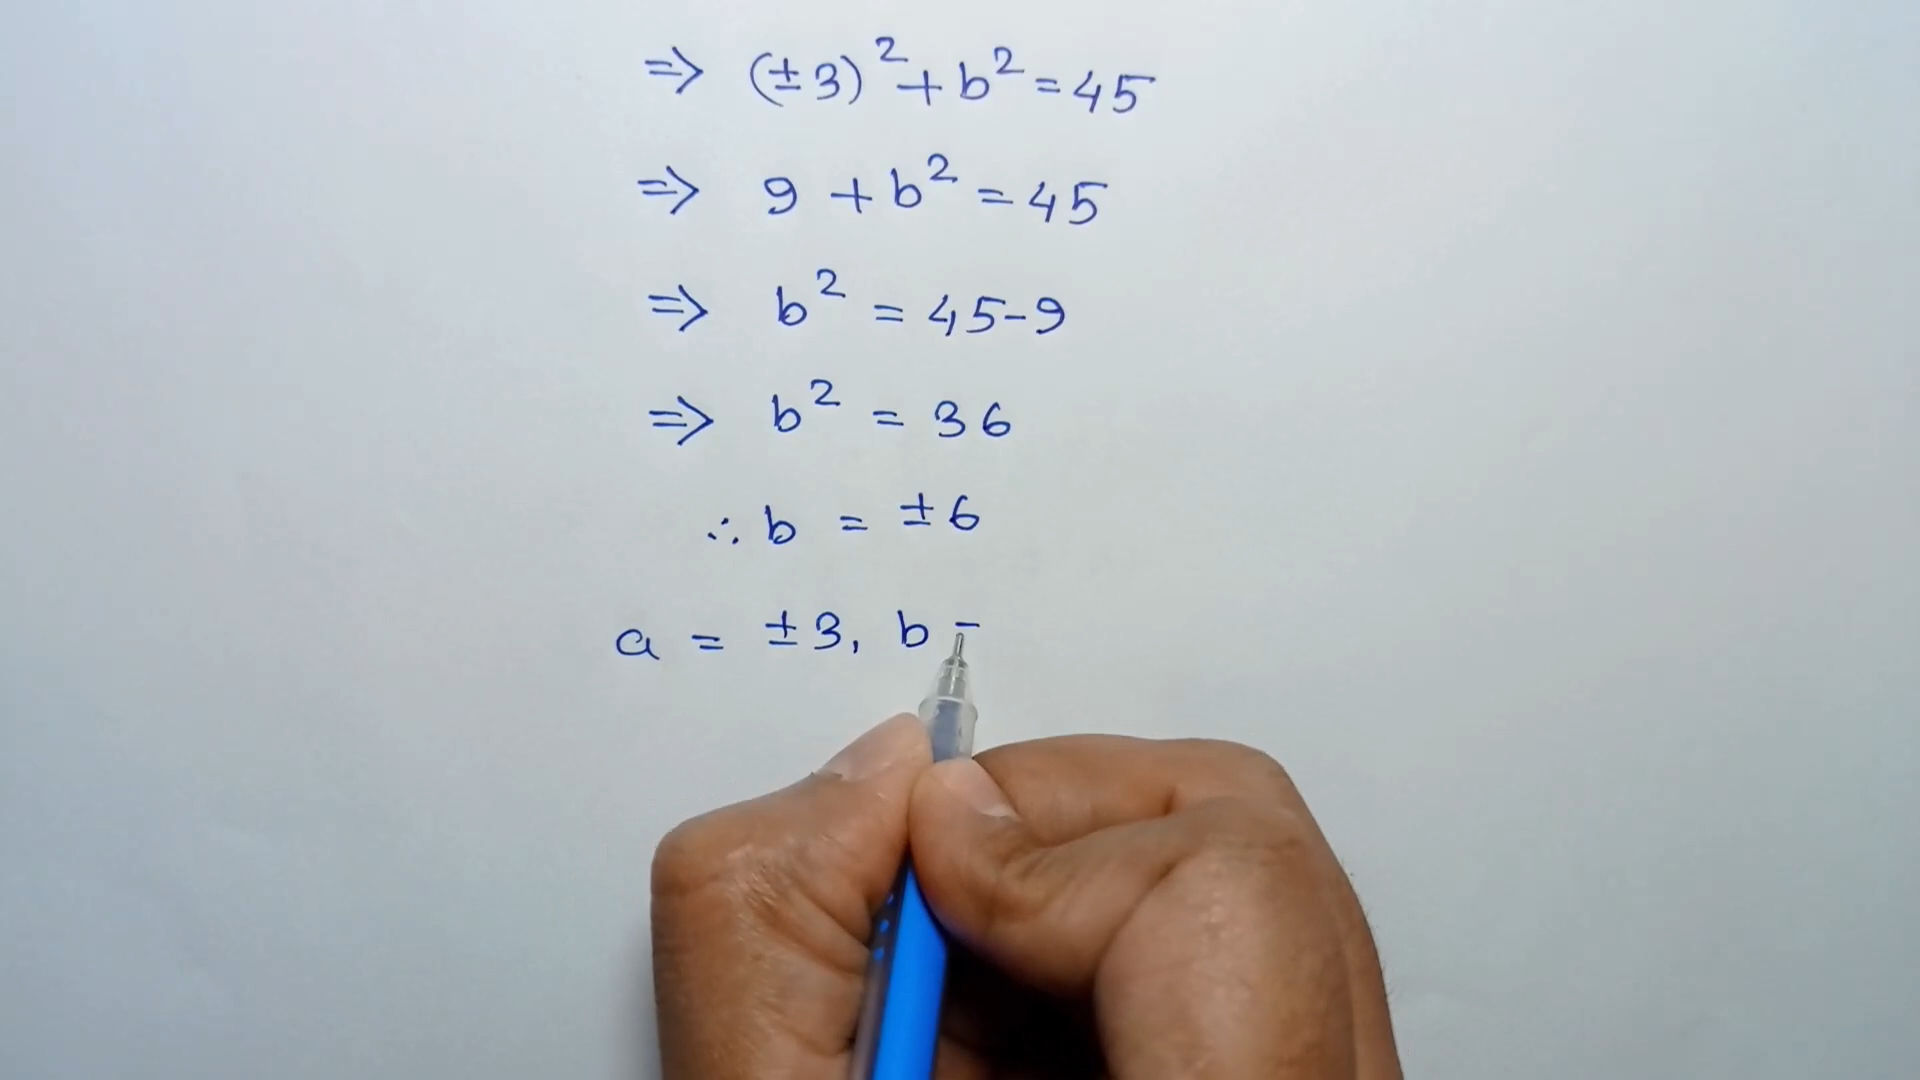 ⇒ (±3)² + b² = 45
⇒ 9 + b² = 45
⇒ b² = 45-9
⇒ b² = 36
∴ b = ±6
a = ±3, b -